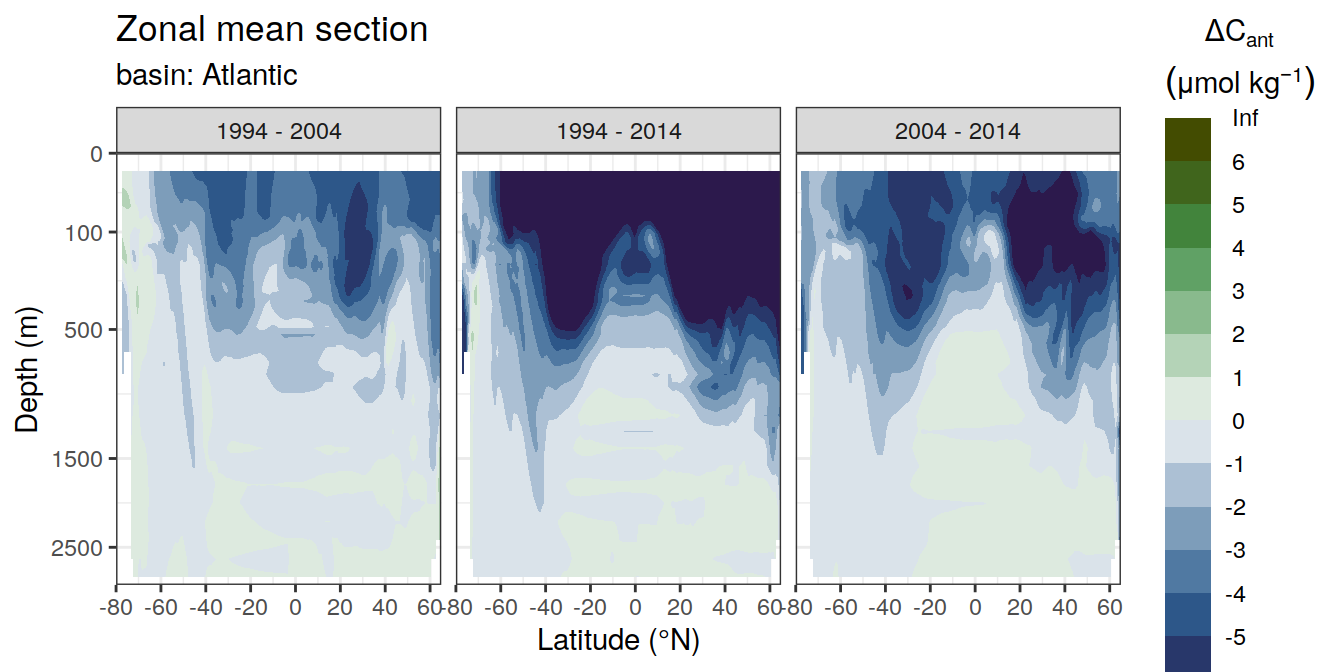 Zonal mean section
basin: Atlantic
ΔCant
(μmol kg⁻¹)
1994 - 2004
1994 - 2014
2004 - 2014
Inf
6
5
4
3
2
1
0
-1
-2
-3
-4
-5
0
100
500
1500
2500
Depth (m)
-80 -60 -40 -20 0 20 40 60
-80 -60 -40 -20 0 20 40 60
-80 -60 -40 -20 0 20 40 60
Latitude (°N)